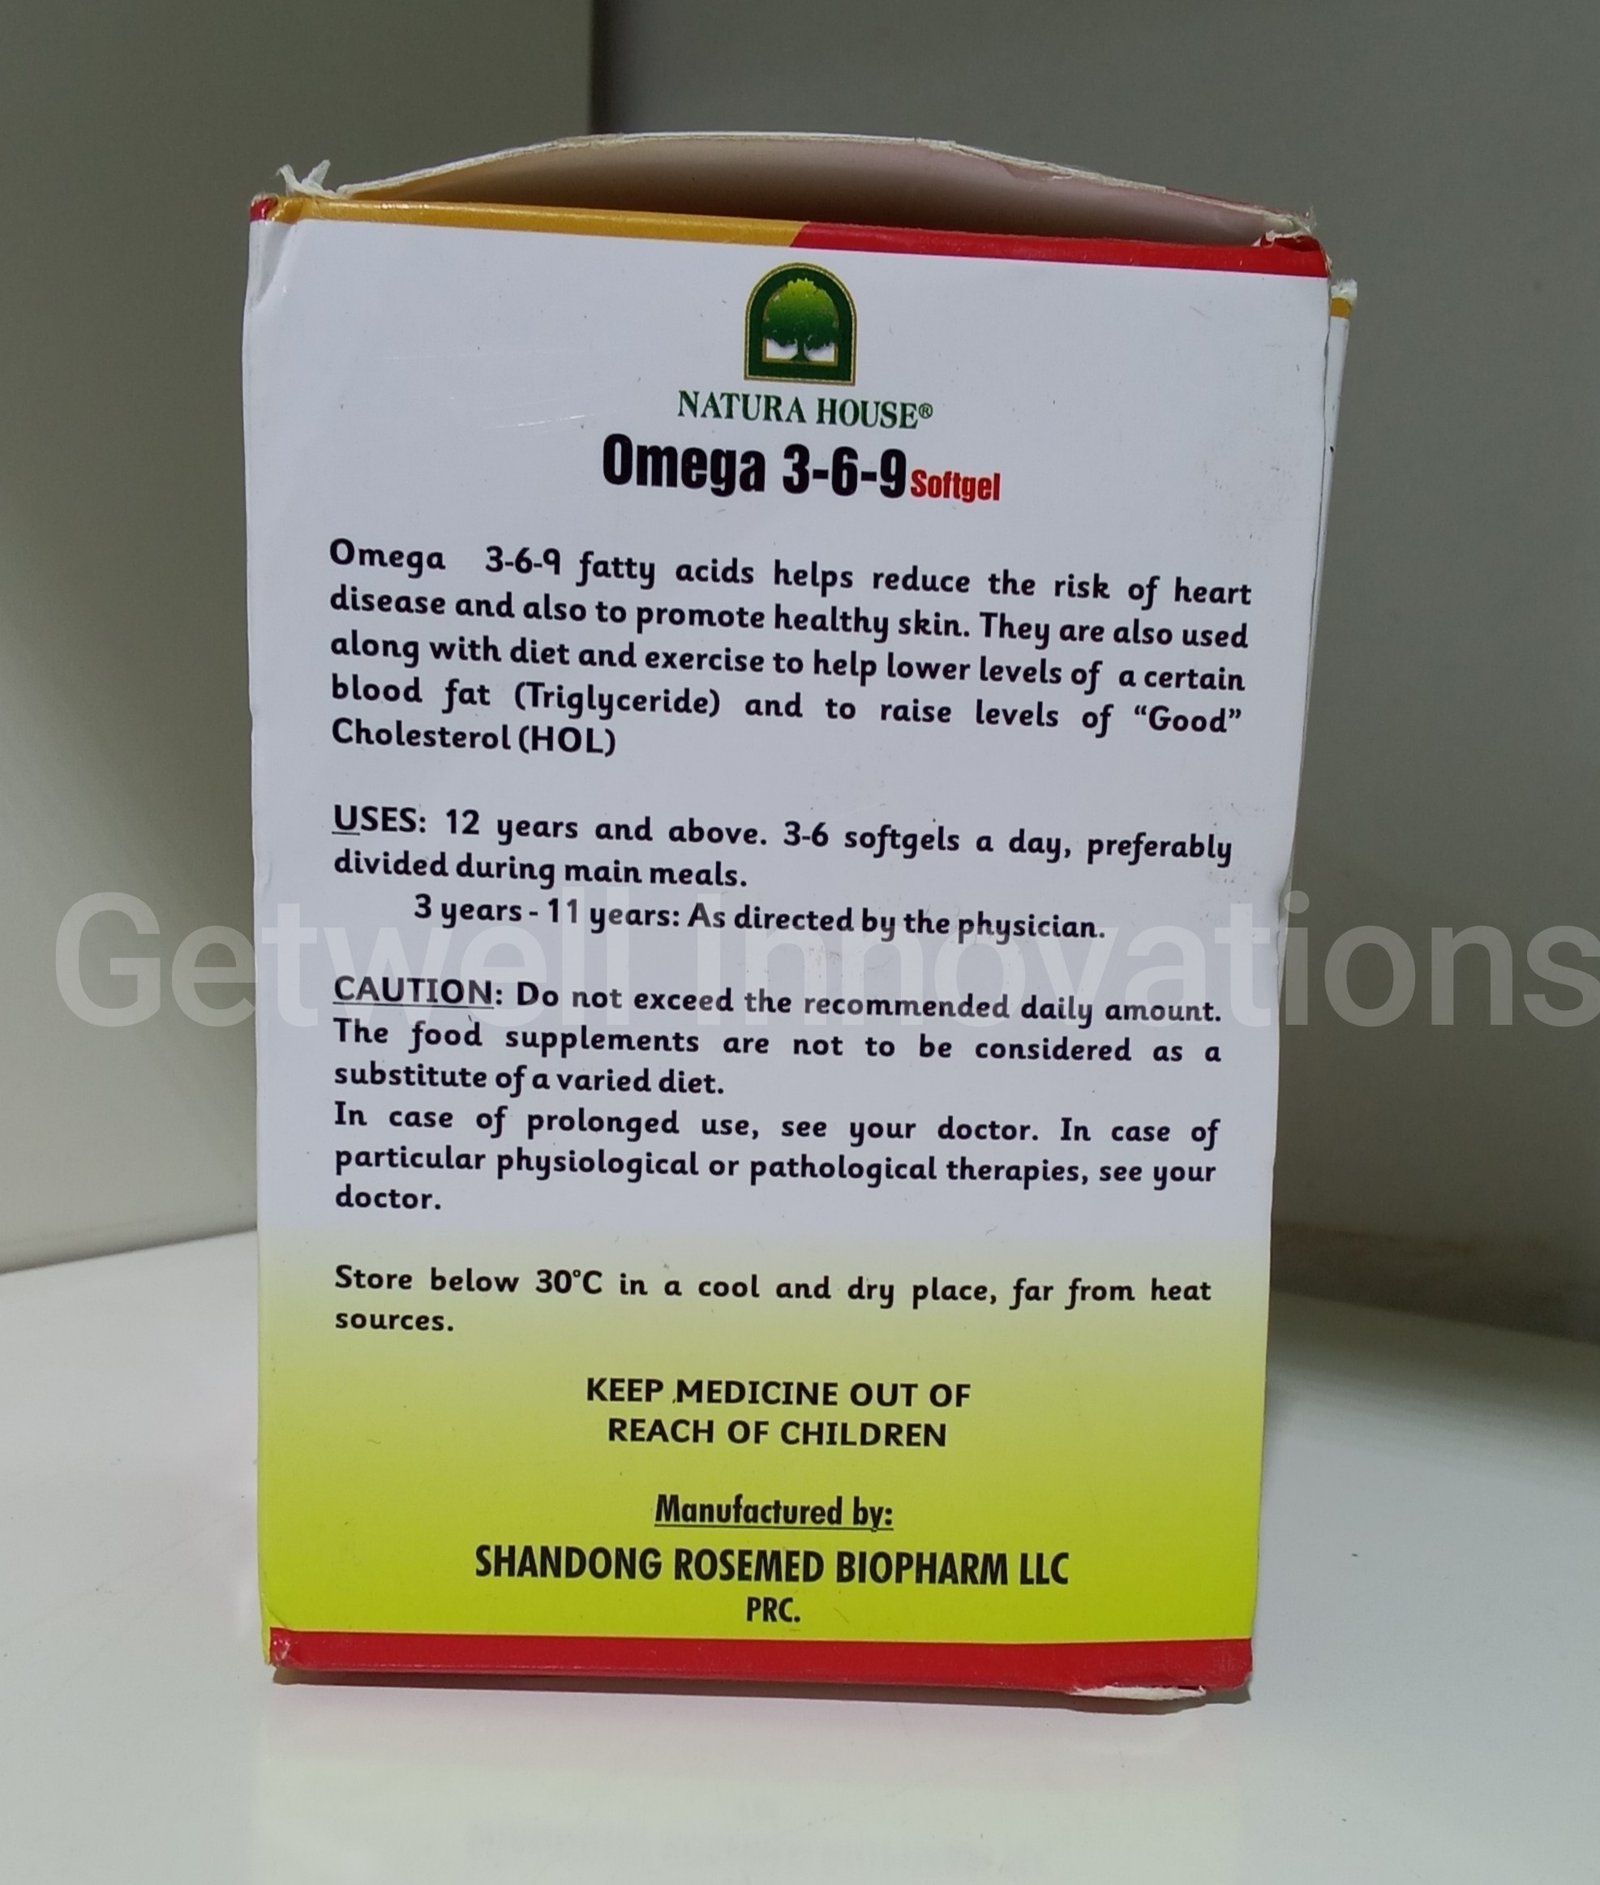 NATURA HOUSE®
Omega 3-6-9 Softgel
Omega 3-6-9 fatty acids helps reduce the risk of heart
disease and also to promote healthy skin. They are also used
along with diet and exercise to help lower levels of a certain
blood fat (Triglyceride) and to raise levels of “Good”
Cholesterol (HOL)
USES: 12 years and above. 3-6 softgels a day, preferably
divided during main meals.
3 years - 11 years: As directed by the physician.
Getwell Innovations
CAUTION: Do not exceed the recommended daily amount.
The food supplements are not to be considered as a
substitute of a varied diet.
In case of prolonged use, see your doctor. In case of
particular physiological or pathological therapies, see your
doctor.
Store below 30°C in a cool and dry place, far from heat
sources.
KEEP MEDICINE OUT OF
REACH OF CHILDREN
Manufactured by:
SHANDONG ROSEMED BIOPHARM LLC
PRC.